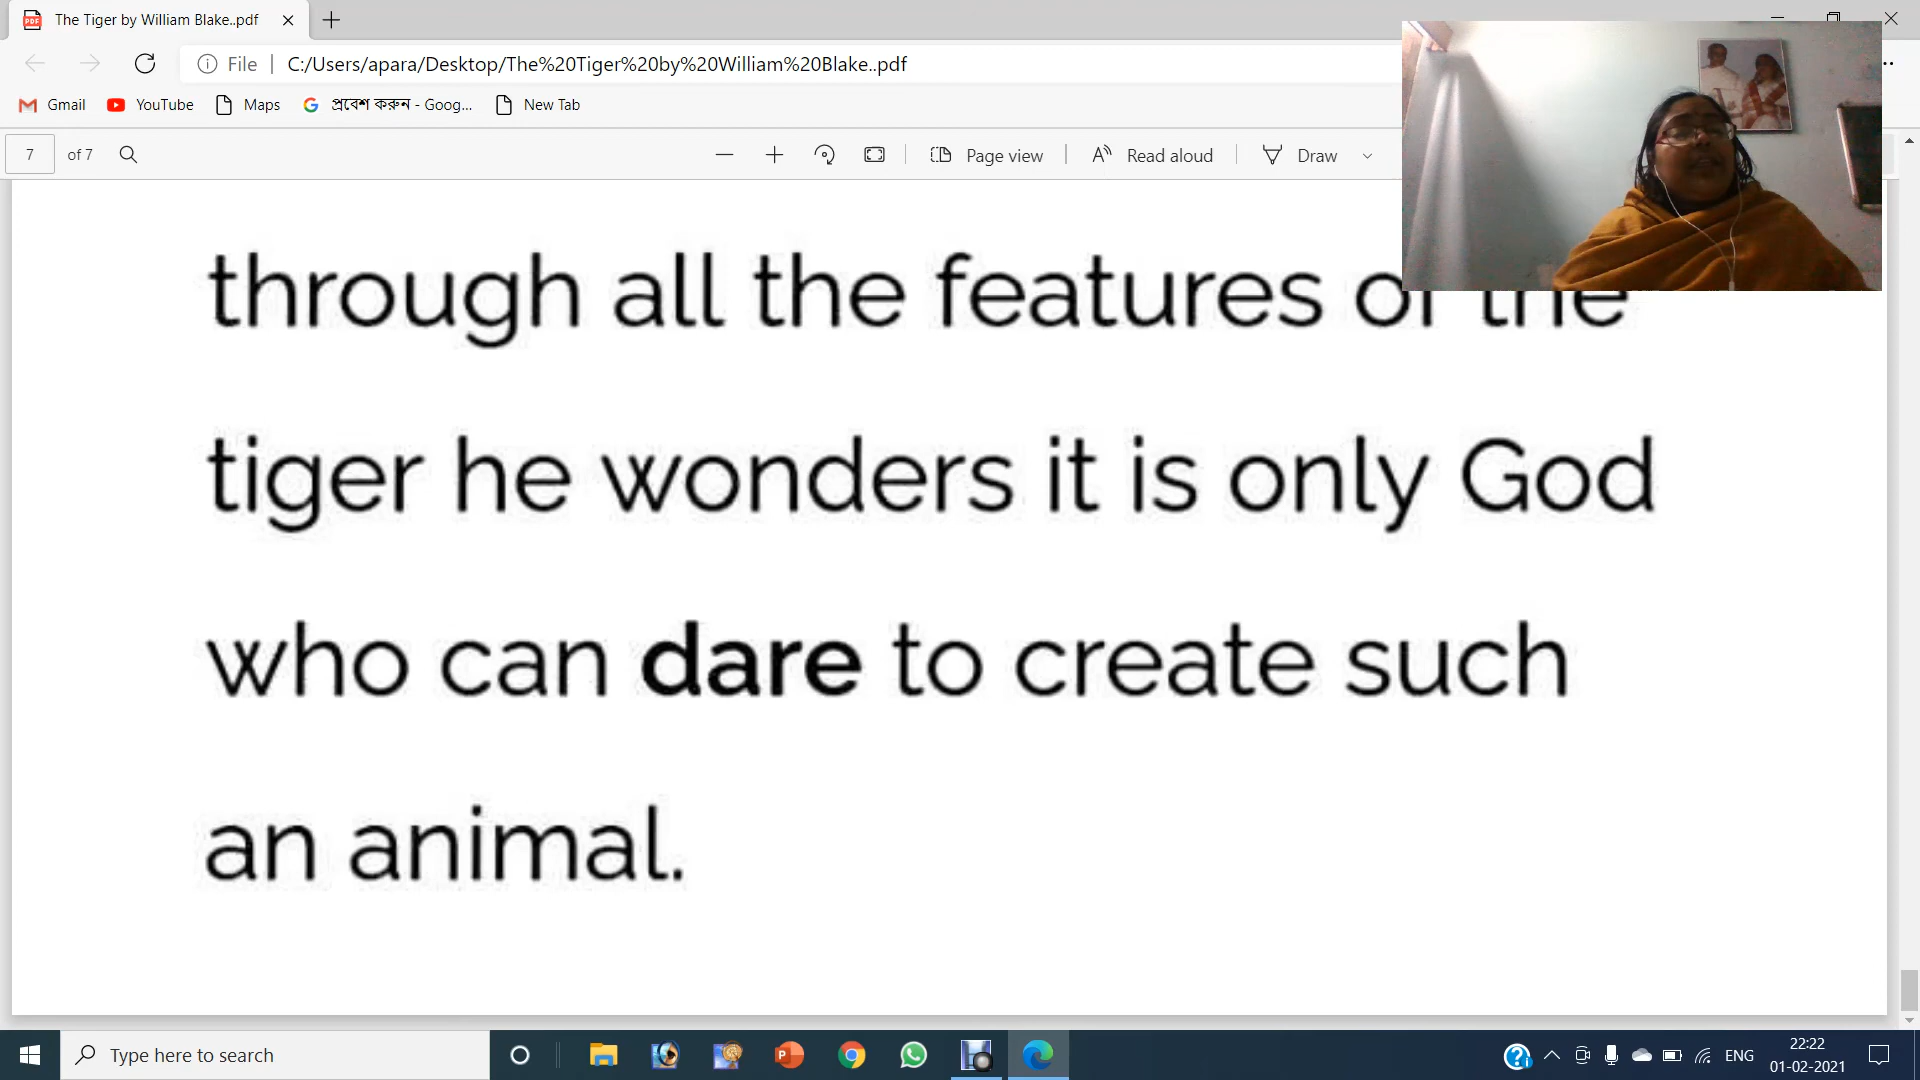 The Tiger by William Blake..pdf
File C:/Users/apara/Desktop/The%20Tiger%20by%20William%20Blake..pdf
Gmail YouTube Maps প্রবেশ করুন - Goog... New Tab
7 of 7 Page view Read aloud Draw
through all the features of the
tiger he wonders it is only God
who can dare to create such
an animal.
Type here to search
ENG
22:22
01-02-2021